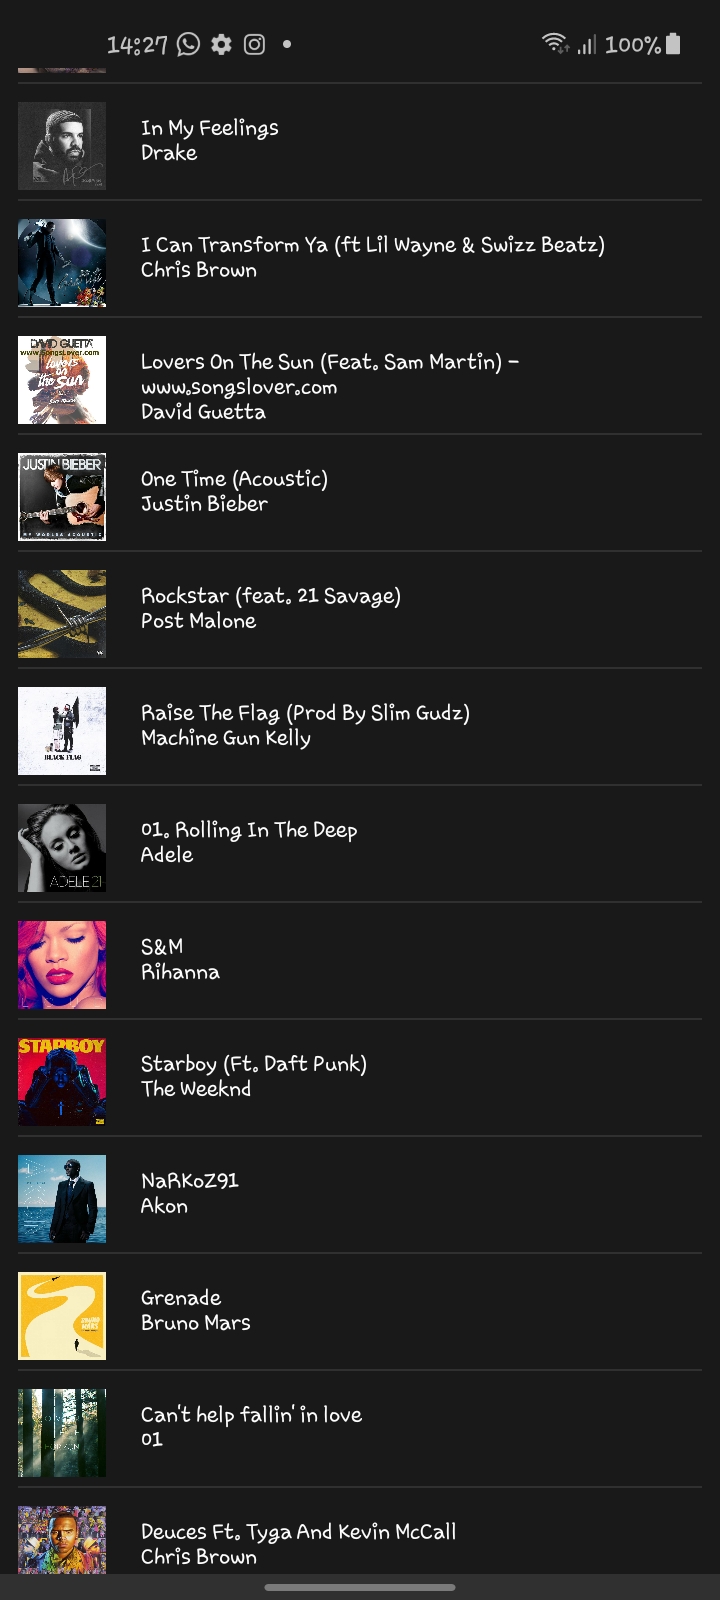 14:27
100%
In My Feelings
Drake
I Can Transform Ya (ft Lil Wayne & Swizz Beatz)
Chris Brown
DAVID GUETTA
www.SongsLover.com
lovers
on
the sun
Lovers On The Sun (Feat. Sam Martin) -
www.songslover.com
David Guetta
JUSTIN BIEBER
MY WORLDS ACOUSTIC
One Time (Acoustic)
Justin Bieber
Rockstar (feat. 21 Savage)
Post Malone
BLACK FLAG
Raise The Flag (Prod By Slim Gudz)
Machine Gun Kelly
ADELE 21
01. Rolling In The Deep
Adele
S&M
Rihanna
STARBOY
Starboy (Ft. Daft Punk)
The Weeknd
NaRKoZ91
Akon
Grenade
Bruno Mars
Can't help fallin' in love
01
Deuces Ft. Tyga And Kevin McCall
Chris Brown